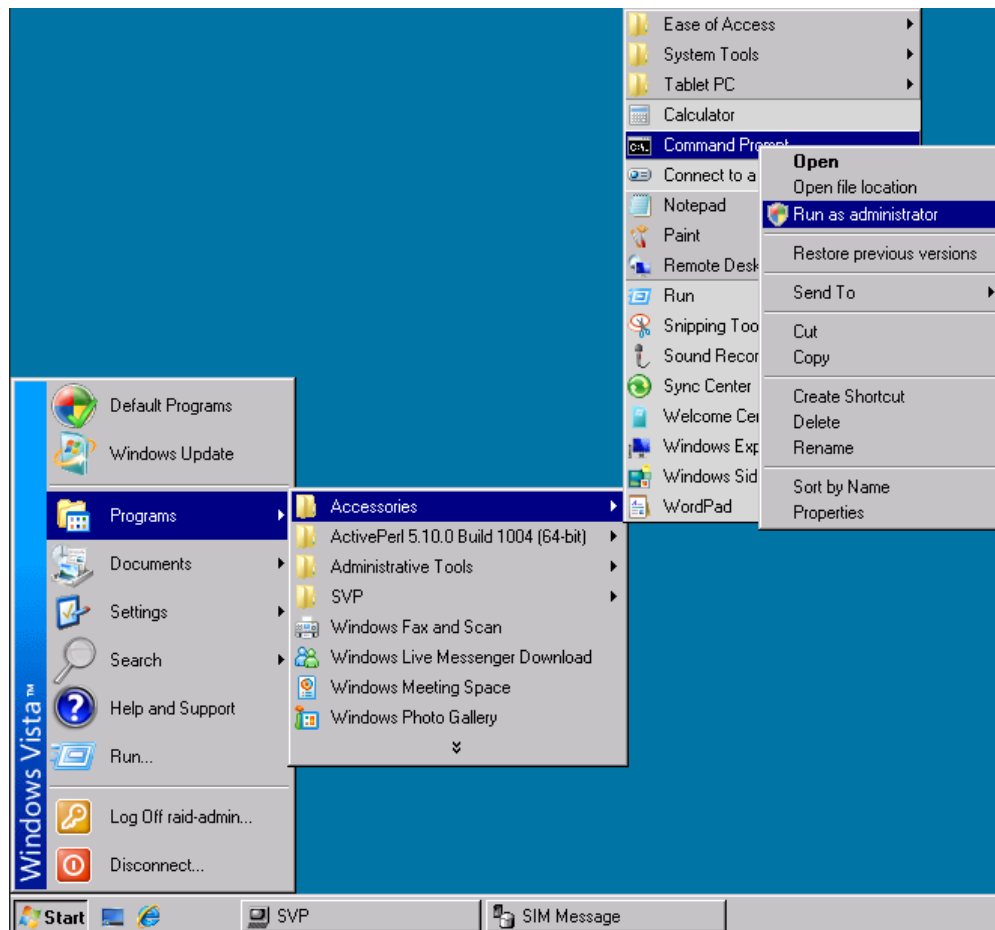 Ease of Access
System Tools
Tablet PC
Calculator
Command Prompt
Connect to a
Notepad
Paint
Remote Desk
Run
Snipping Too
Sound Recor
Sync Center
Welcome Cer
Windows Exp
Windows Sid
WordPad
Open
Open file location
Run as administrator
Restore previous versions
Send To
Cut
Copy
Create Shortcut
Delete
Rename
Sort by Name
Properties
Default Programs
Windows Update
Programs
Documents
Settings
Search
Help and Support
Run...
Log Off raid-admin...
Disconnect...
Windows Vista™
Accessories
ActivePerl 5.10.0 Build 1004 (64-bit)
Administrative Tools
SVP
Windows Fax and Scan
Windows Live Messenger Download
Windows Meeting Space
Windows Photo Gallery
Start
SVP
SIM Message